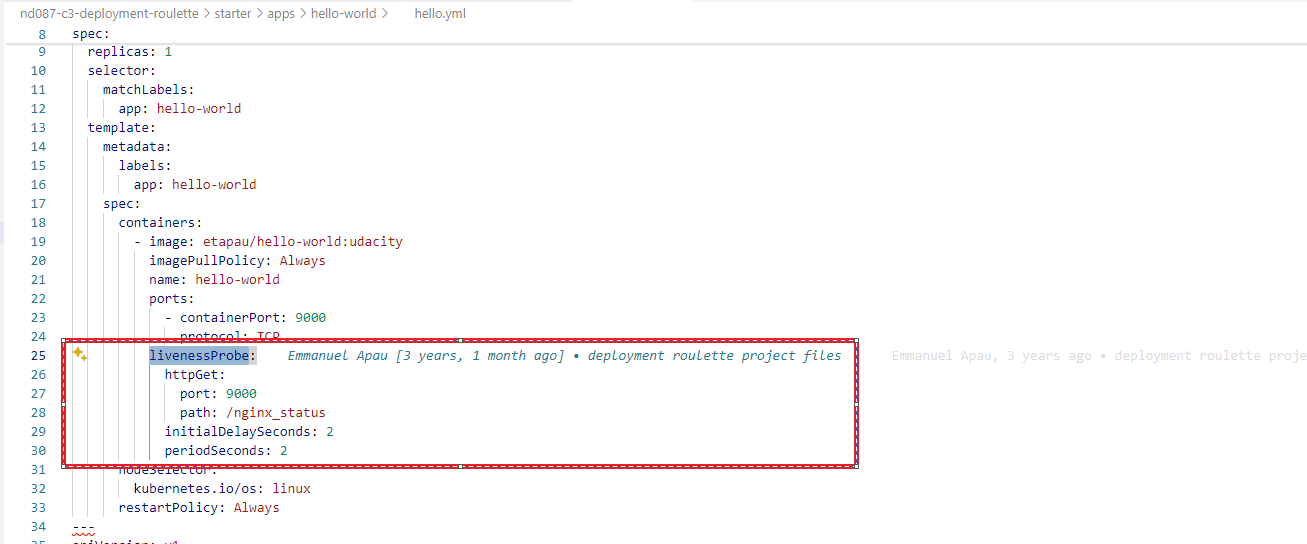 nd087-c3-deployment-roulette > starter > apps > hello-world > hello.yml
8 spec:
9 replicas: 1
10 selector:
11 matchLabels:
12 app: hello-world
13 template:
14 metadata:
15 labels:
16 app: hello-world
17 spec:
18 containers:
19 - image: etapau/hello-world:udacity
20 imagePullPolicy: Always
21 name: hello-world
22 ports:
23 - containerPort: 9000
24 protocol: TCP
25 livenessProbe: Emmanuel Apau [3 years, 1 month ago] • deployment roulette project files Emmanuel Apau, 3 years ago • deployment roulette proje
26 httpGet:
27 port: 9000
28 path: /nginx_status
29 initialDelaySeconds: 2
30 periodSeconds: 2
31 nodeSelector:
32 kubernetes.io/os: linux
33 restartPolicy: Always
34 ---
35 apiVersion: v1